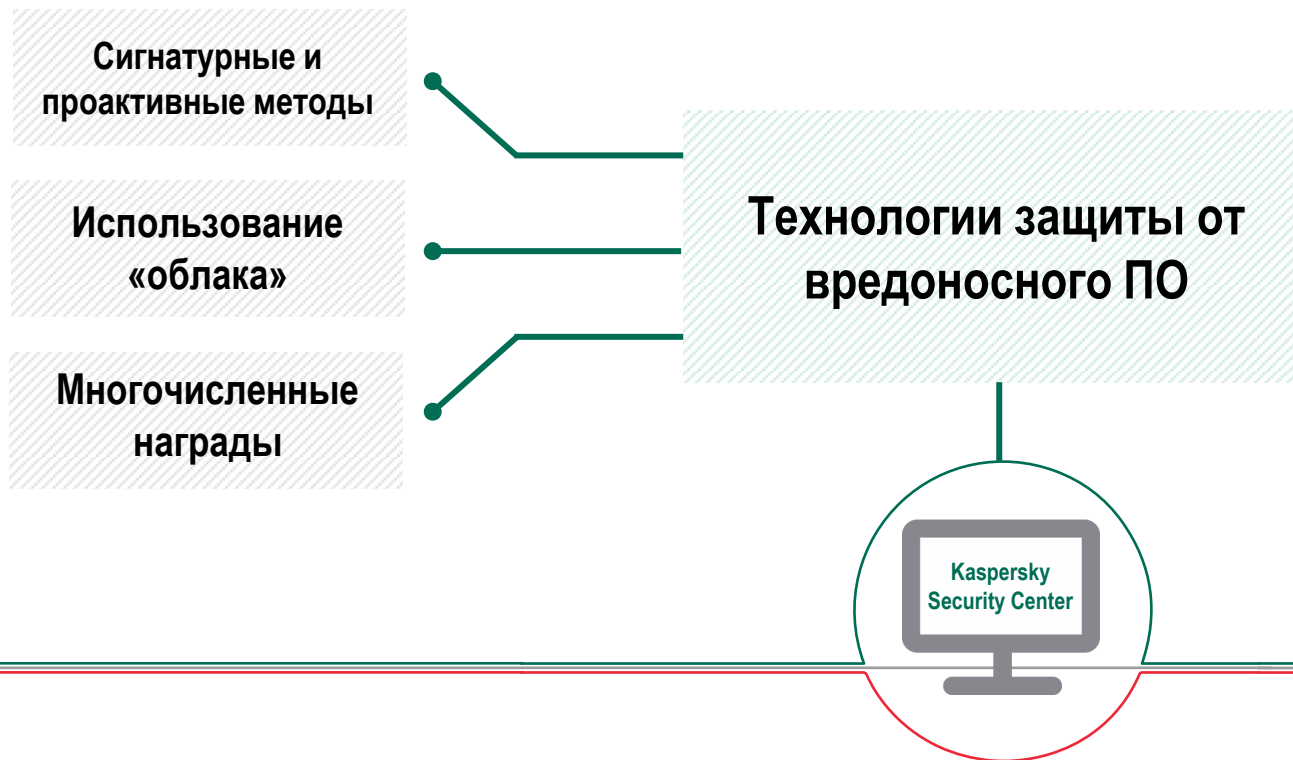 Сигнатурные и
проактивные методы
Использование
«облака»
Многочисленные
награды
Технологии защиты от
вредоносного ПО
Kaspersky
Security Center